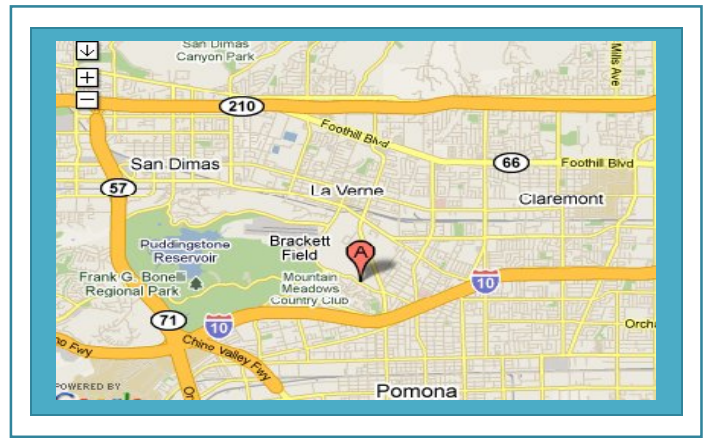 San Dimas
Canyon Park
Mills Ave
210
Foothill Blvd
66
Foothill Blvd
San Dimas
57
La Verne
Claremont
Puddingstone
Reservoir
Brackett
Field
A
Frank G. Bonelli
Regional Park
Mountain
Meadows
Country Club
10
71
10
Chino Valley Fwy
Fwy
Pomona
POWERED BY